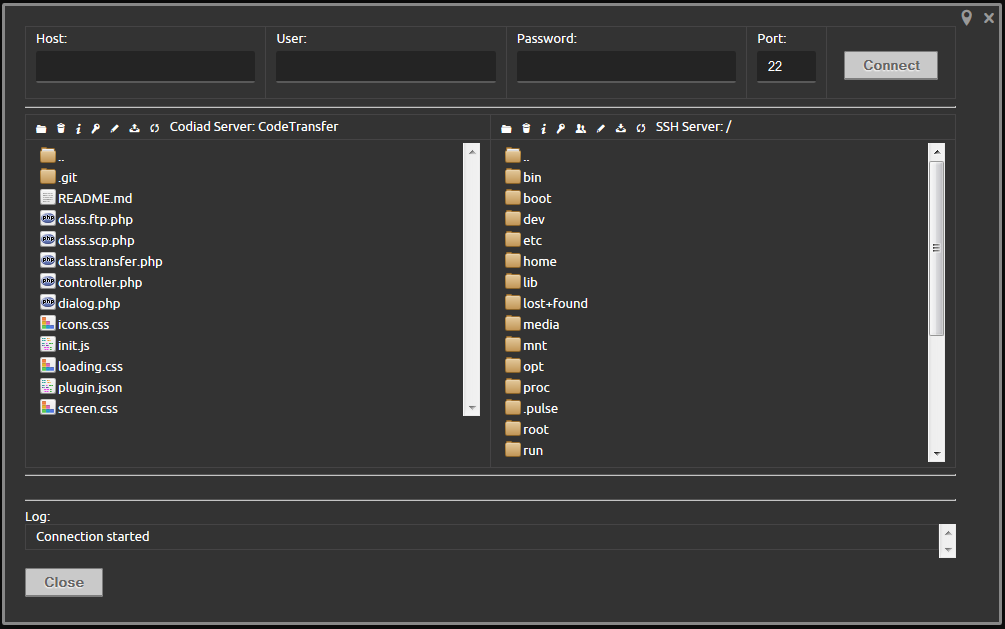 Host: User: Password: Port:
22 Connect
Codiad Server: CodeTransfer
..
.git
README.md
class.ftp.php
class.scp.php
class.transfer.php
controller.php
dialog.php
icons.css
init.js
loading.css
plugin.json
screen.css
SSH Server: /
..
bin
boot
dev
etc
home
lib
lost+found
media
mnt
opt
proc
.pulse
root
run
Log:
Connection started
Close